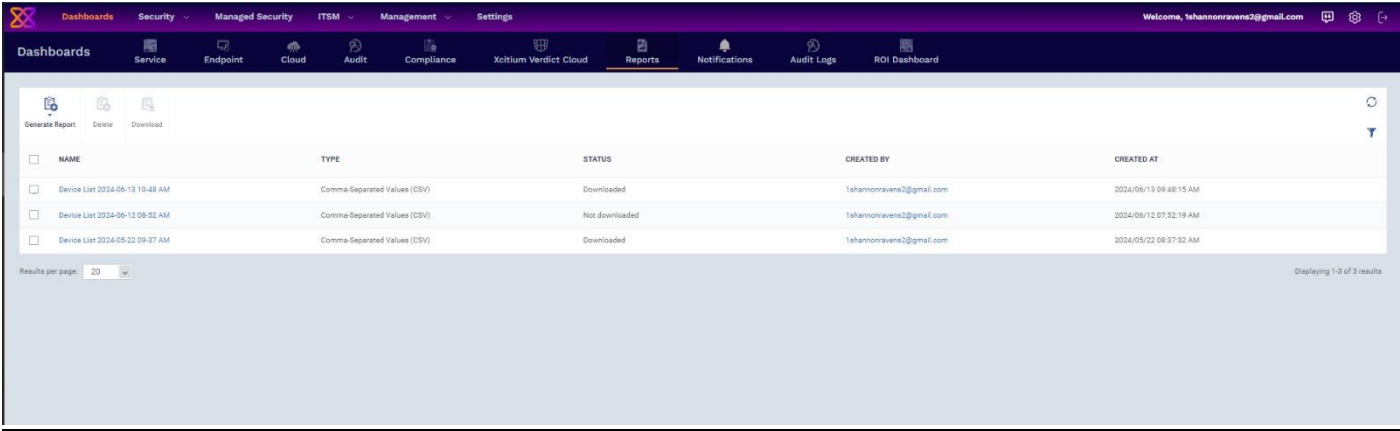 Dashboards Security Managed Security ITSM Management Settings Welcome, 1shannonravens2@gmail.com
Dashboards Service Endpoint Cloud Audit Compliance Xcitium Verdict Cloud Reports Notifications Audit Logs ROI Dashboard
Generate Report Delete Download
NAME TYPE STATUS CREATED BY CREATED AT
Device List 2024-06-13 10-48 AM Comma-Separated Values (CSV) Downloaded 1shannonravens2@gmail.com 2024/06/13 09:48:15 AM
Device List 2024-06-12 08-52 AM Comma-Separated Values (CSV) Not downloaded 1shannonravens2@gmail.com 2024/06/12 07:52:19 AM
Device List 2024-05-22 09-37 AM Comma-Separated Values (CSV) Downloaded 1shannonravens2@gmail.com 2024/05/22 08:37:32 AM
Results per page: 20 Displaying 1-3 of 3 results